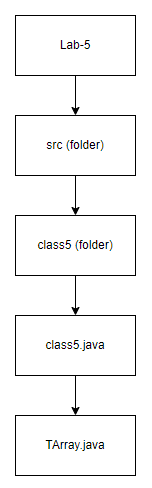 Lab-5
src (folder)
class5 (folder)
class5.java
TArray.java